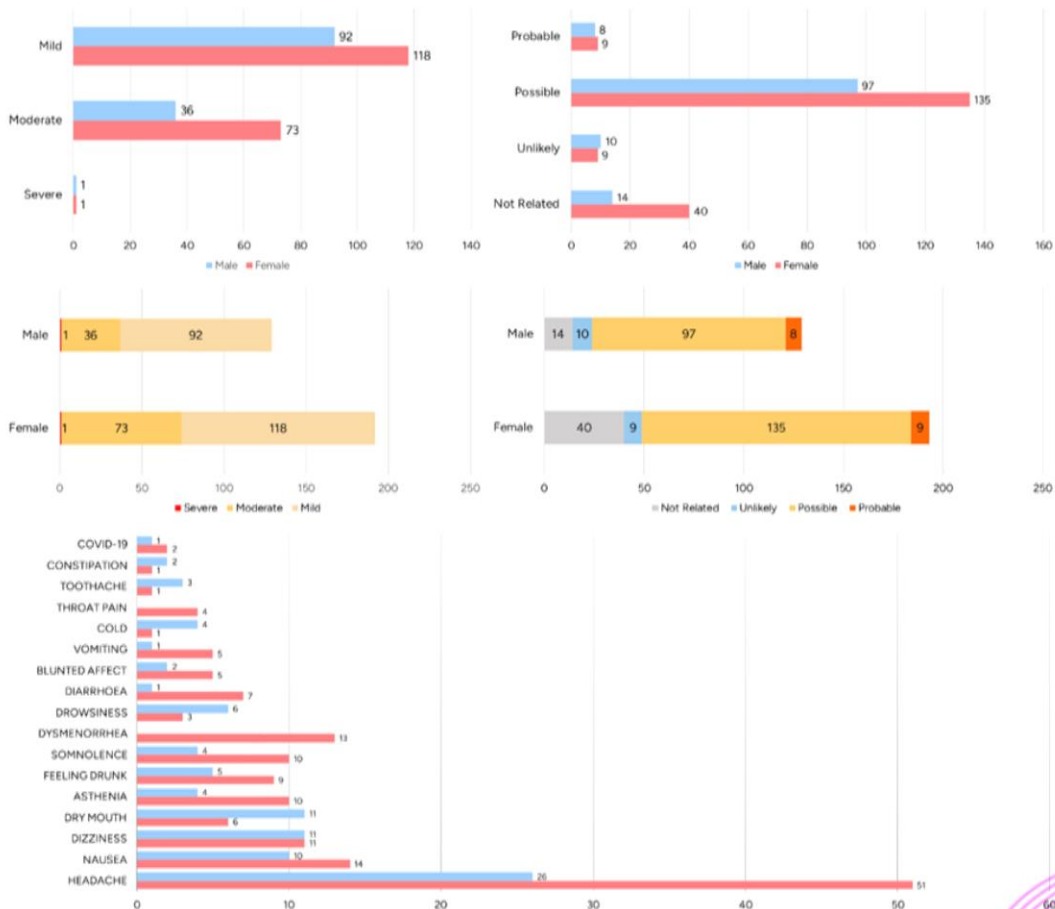 Mild
92
118
Moderate
36
73
Severe
1
1
0 20 40 60 80 100 120 140
Male Female
Probable
8
9
Possible
97
135
Unlikely
10
9
Not Related
14
40
0 20 40 60 80 100 120 140 160
Male Female
Male 1 36 92
Female 1 73 118
0 50 100 150 200 250
Severe Moderate Mild
Male 14 10 97 8
Female 40 9 135 9
0 50 100 150 200 250
Not Related Unlikely Possible Probable
COVID-19 1
2
CONSTIPATION 2
1
TOOTHACHE 3
1
THROAT PAIN 4
COLD 4
1
VOMITING 1
5
BLUNTED AFFECT 2
5
DIARRHOEA 1
7
DROWSINESS 6
3
DYSMENORRHEA 13
SOMNOLENCE 4
10
FEELING DRUNK 5
9
ASTHENIA 4
10
DRY MOUTH 11
6
DIZZINESS 11
11
NAUSEA 10
14
HEADACHE 26
51
0 10 20 30 40 50 60